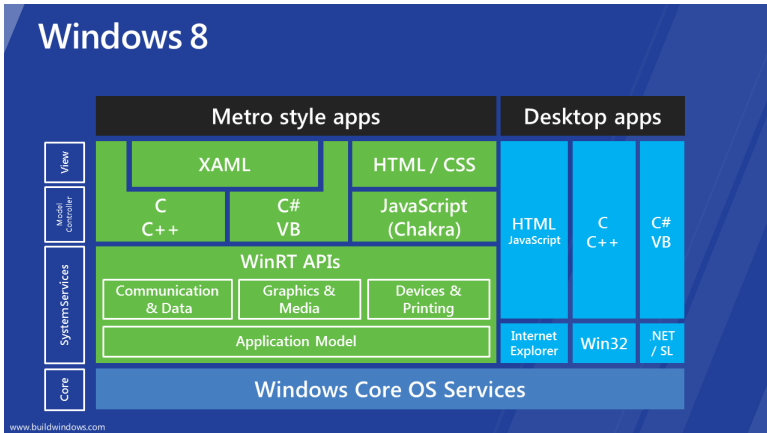 Windows 8
Metro style apps
Desktop apps
View
XAML
HTML / CSS
Model
Controller
C
C++
C#
VB
JavaScript
(Chakra)
HTML
JavaScript
C
C++
C#
VB
System Services
WinRT APIs
Communication
& Data
Graphics &
Media
Devices &
Printing
Application Model
Internet
Explorer
Win32
.NET
/ SL
Core
Windows Core OS Services
www.buildwindows.com